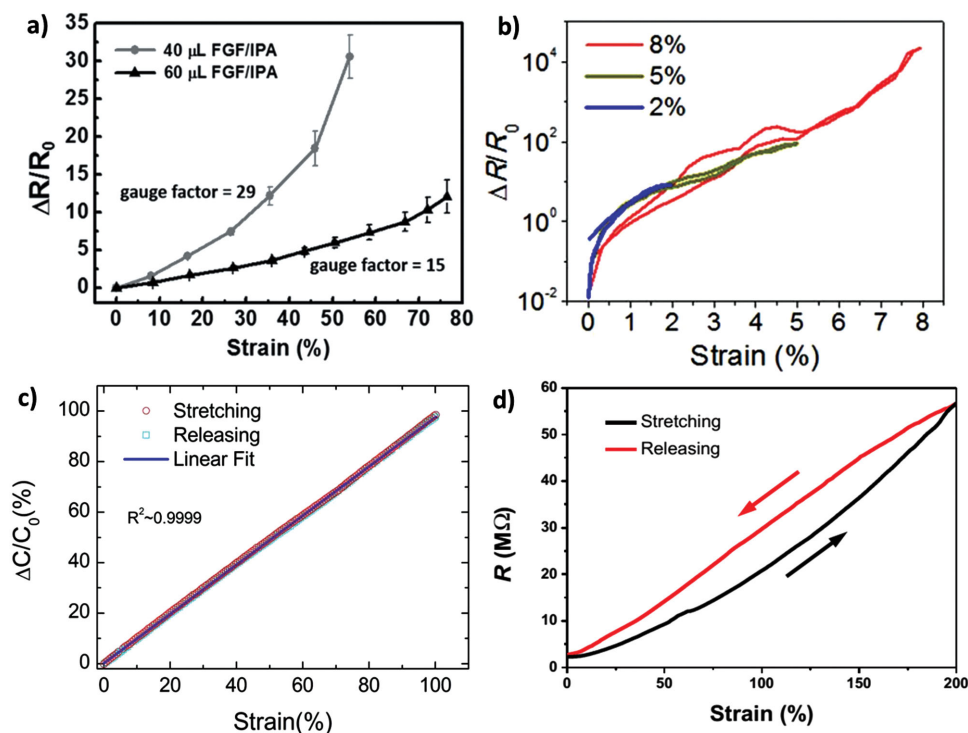 a)
40 μL FGF/IPA
60 μL FGF/IPA
gauge factor = 29
gauge factor = 15
ΔR/R0
35
30
25
20
15
10
5
0
0 10 20 30 40 50 60 70 80
Strain (%)
b)
8%
5%
2%
Δ R/R0
10^4
10^2
10^0
10^-2
0 1 2 3 4 5 6 7 8
Strain (%)
c)
Stretching
Releasing
Linear Fit
R^2~0.9999
ΔC/C0(%)
100
80
60
40
20
0
0 20 40 60 80 100
Strain(%)
d)
Stretching
Releasing
R (MΩ)
60
50
40
30
20
10
0
0 50 100 150 200
Strain (%)